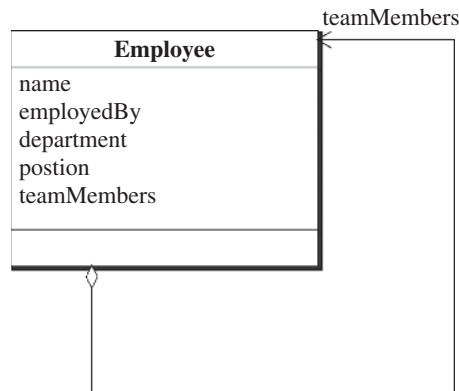 teamMembers
Employee
name
employedBy
department
postion
teamMembers